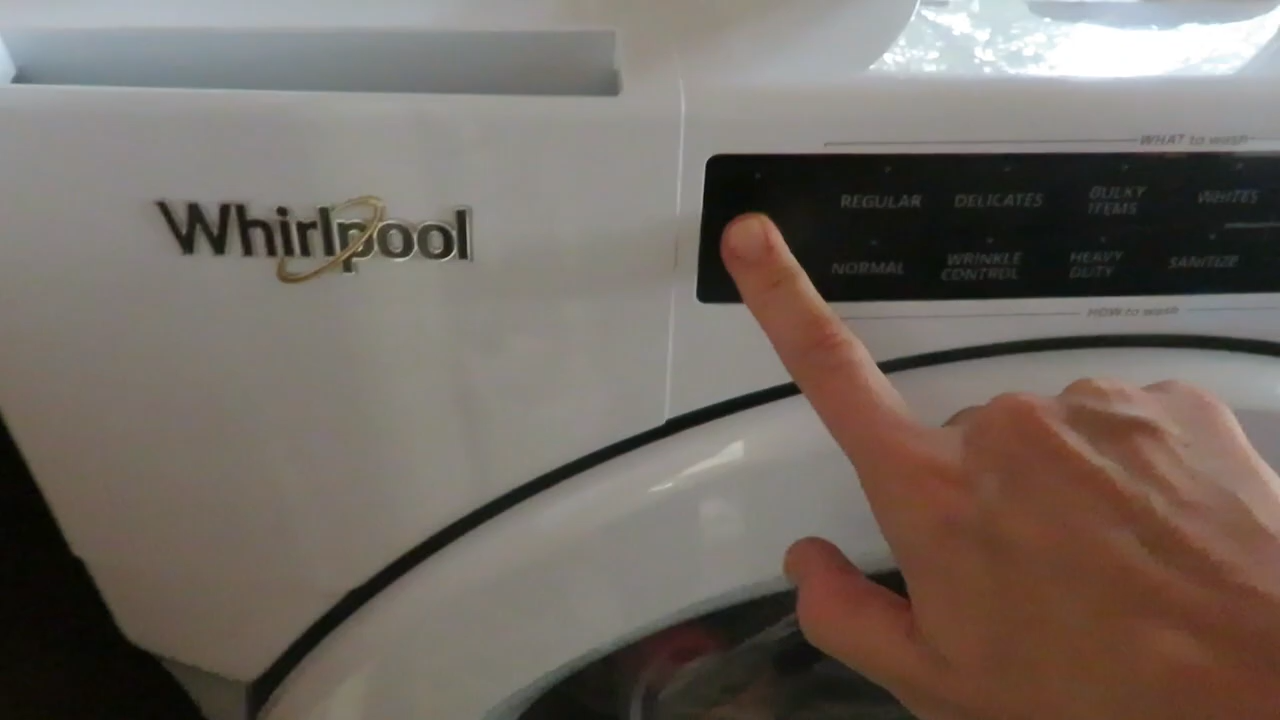 Whirlpool
WHAT to wash
REGULAR DELICATES BULKY ITEMS WHITES
NORMAL WRINKLE CONTROL HEAVY DUTY SANITIZE
HOW to wash